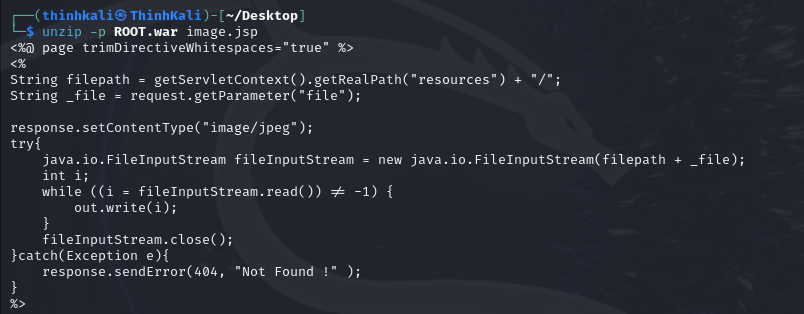 ┌──(thinhkali㉿ThinhKali)-[~/Desktop]
└─$ unzip -p ROOT.war image.jsp
<%@ page trimDirectiveWhitespaces="true" %>
<%
String filepath = getServletContext().getRealPath("resources") + "/";
String _file = request.getParameter("file");

response.setContentType("image/jpeg");
try{
    java.io.FileInputStream fileInputStream = new java.io.FileInputStream(filepath + _file);
    int i;
    while ((i = fileInputStream.read()) != -1) {
        out.write(i);
    }
    fileInputStream.close();
}catch(Exception e){
    response.sendError(404, "Not Found !" );
}
%>